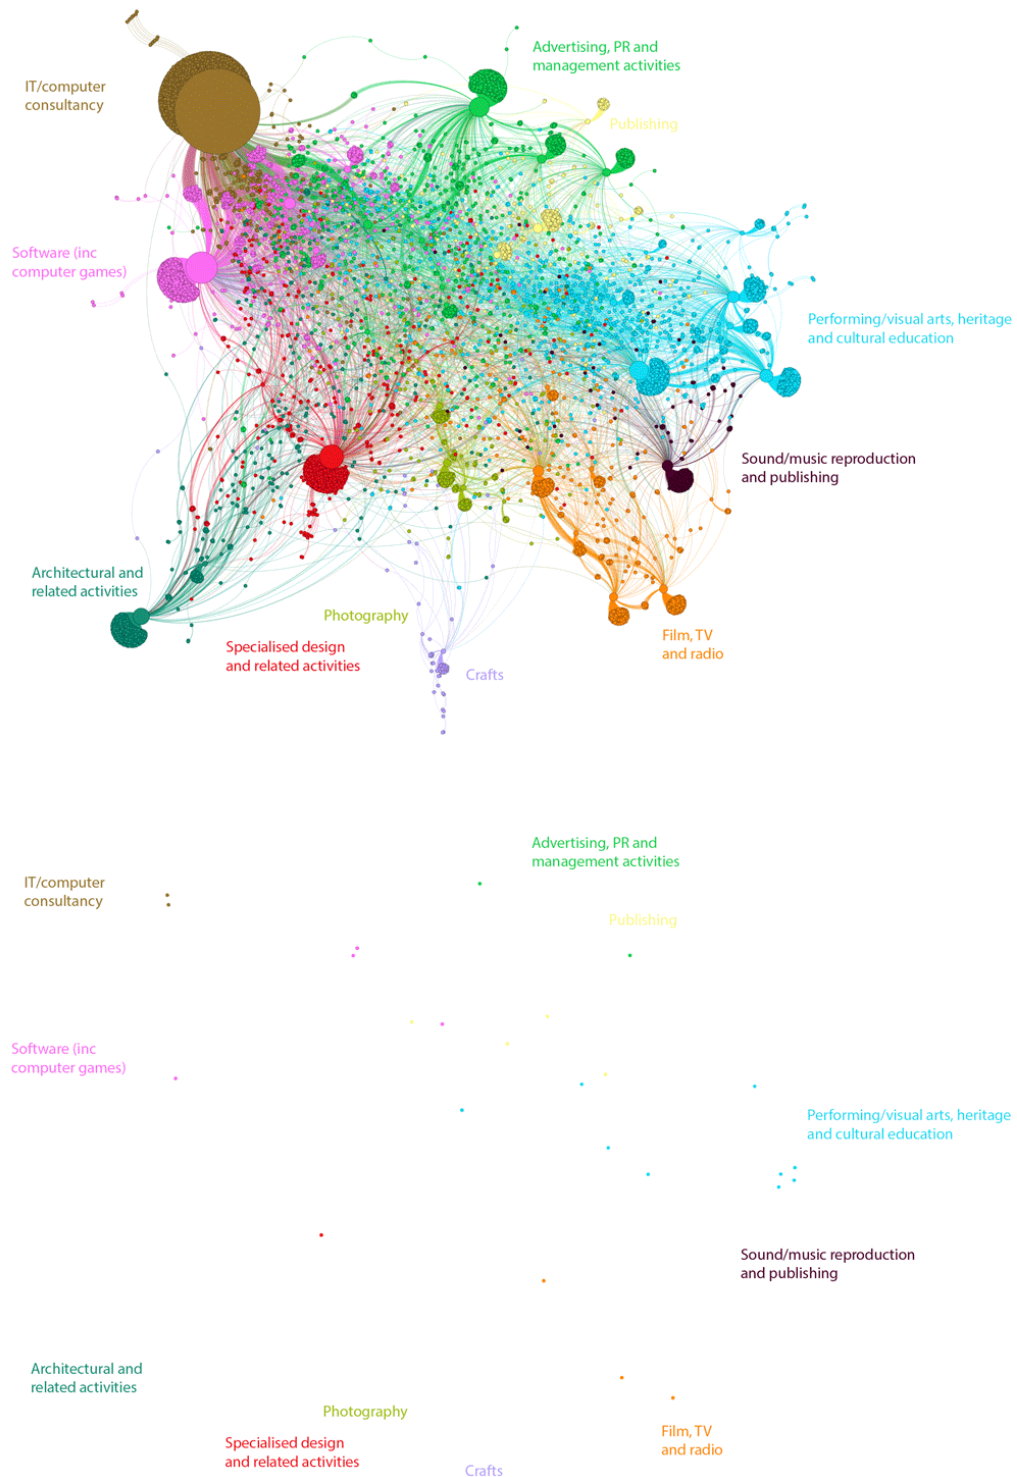 Advertising, PR and
management activities
IT/computer
consultancy
Publishing
Software (inc
computer games)
Performing/visual arts, heritage
and cultural education
Sound/music reproduction
and publishing
Architectural and
related activities
Photography
Specialised design
and related activities
Film, TV
and radio
Crafts
Advertising, PR and
management activities
IT/computer
consultancy
Publishing
Software (inc
computer games)
Performing/visual arts, heritage
and cultural education
Sound/music reproduction
and publishing
Architectural and
related activities
Photography
Specialised design
and related activities
Film, TV
and radio
Crafts